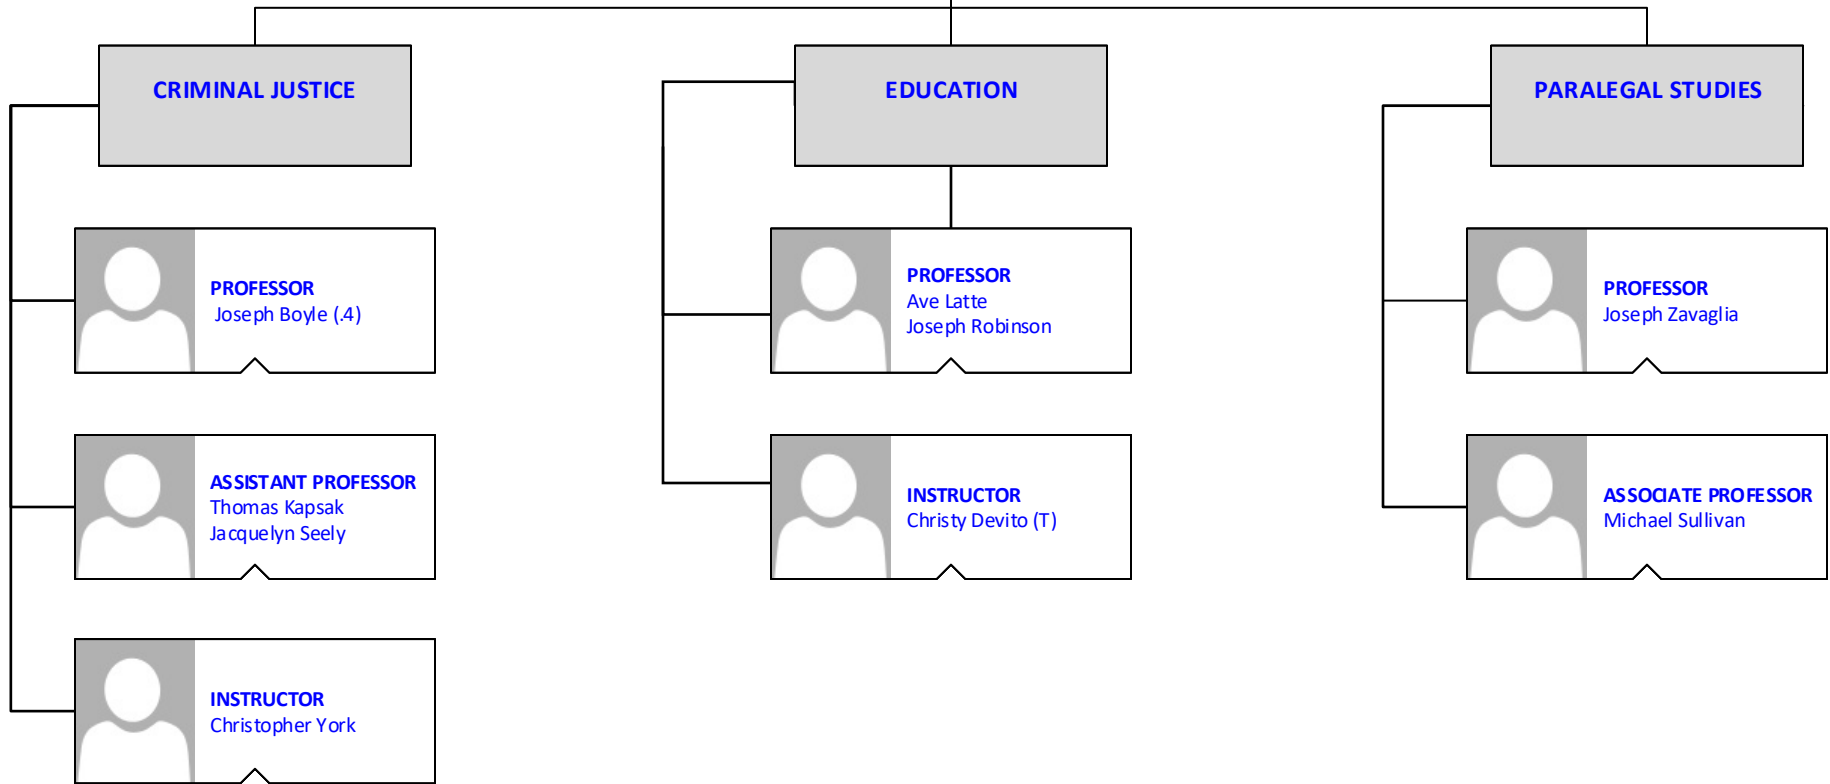 CRIMINAL JUSTICE
PROFESSOR
Joseph Boyle (.4)
ASSISTANT PROFESSOR
Thomas Kapsak
Jacquelyn Seely
INSTRUCTOR
Christopher York
EDUCATION
PROFESSOR
Ave Latte
Joseph Robinson
INSTRUCTOR
Christy Devito (T)
PARALEGAL STUDIES
PROFESSOR
Joseph Zavaglia
ASSOCIATE PROFESSOR
Michael Sullivan